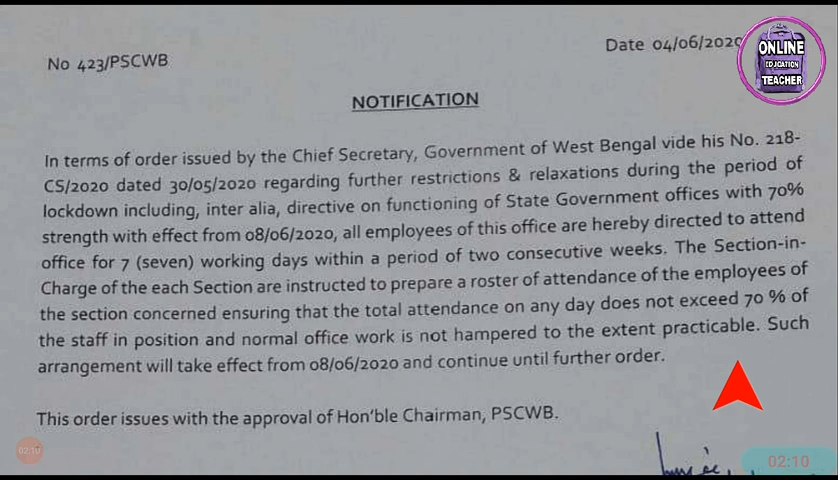 No 423/PSCWB
Date 04/06/2020
ONLINE
EDUCATION
TEACHER
NOTIFICATION
In terms of order issued by the Chief Secretary, Government of West Bengal vide his No. 218-
CS/2020 dated 30/05/2020 regarding further restrictions & relaxations during the period of
lockdown including, inter alia, directive on functioning of State Government offices with 70%
strength with effect from 08/06/2020, all employees of this office are hereby directed to attend
office for 7 (seven) working days within a period of two consecutive weeks. The Section-in-
Charge of the each Section are instructed to prepare a roster of attendance of the employees of
the section concerned ensuring that the total attendance on any day does not exceed 70 % of
the staff in position and normal office work is not hampered to the extent practicable. Such
arrangement will take effect from 08/06/2020 and continue until further order.
This order issues with the approval of Hon'ble Chairman, PSCWB.
02:10
02:10